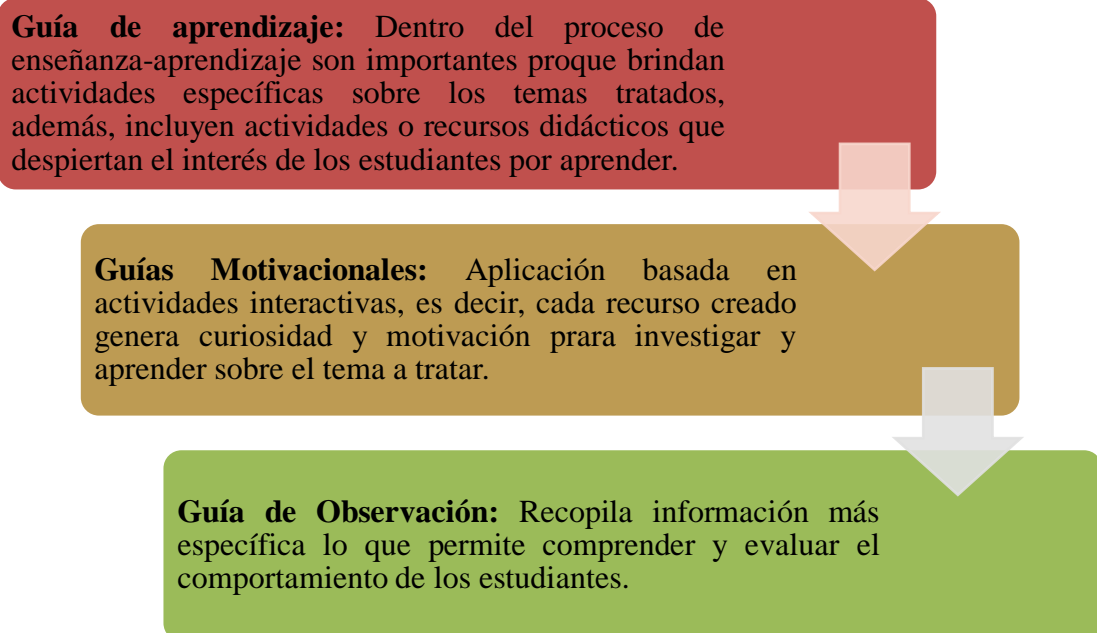 Guía de aprendizaje: Dentro del proceso de
enseñanza-aprendizaje son importantes proque brindan
actividades específicas sobre los temas tratados,
además, incluyen actividades o recursos didácticos que
despiertan el interés de los estudiantes por aprender.
Guías Motivacionales: Aplicación basada en
actividades interactivas, es decir, cada recurso creado
genera curiosidad y motivación prara investigar y
aprender sobre el tema a tratar.
Guía de Observación: Recopila información más
específica lo que permite comprender y evaluar el
comportamiento de los estudiantes.